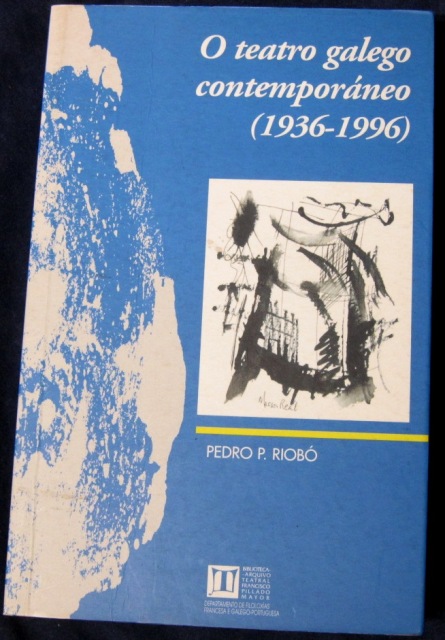 O teatro galego
contemporáneo
(1936-1996)
PEDRO P. RIOBÓ
BIBLIOTECA-
-ARQUIVO
TEATRAL
FRANCISCO
PILLADO
MAYOR
DEPARTAMENTO DE FILOLOXÍAS
FRANCESA E GALEGO-PORTUGUESA